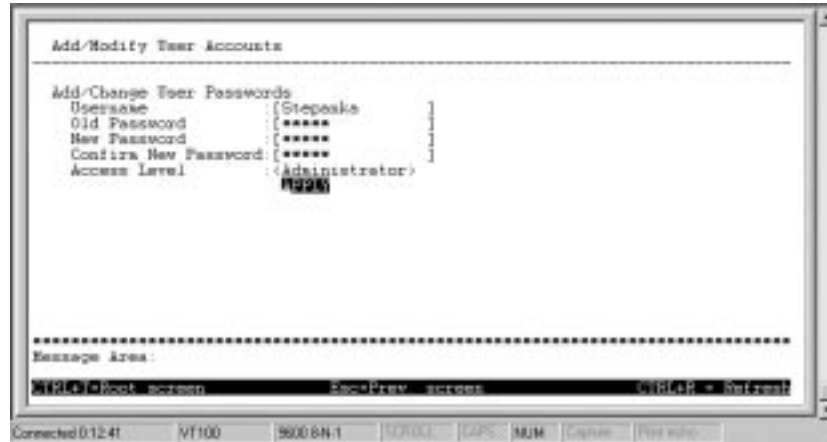 Add/Modify User Accounts
Add/Change User Passwords
Username :[Stepaska ]
Old Password :[***** ]
New Password :[***** ]
Confirm New Password:[***** ]
Access Level :<Administrator>
APPLY
********************************************************************************
Message Area:
CTRL+T=Root screen Esc=Prev. screen CTRL+R = Refresh
Connected 0:12:41 VT100 9600 8-N-1 SCROLL CAPS NUM Capture Print echo